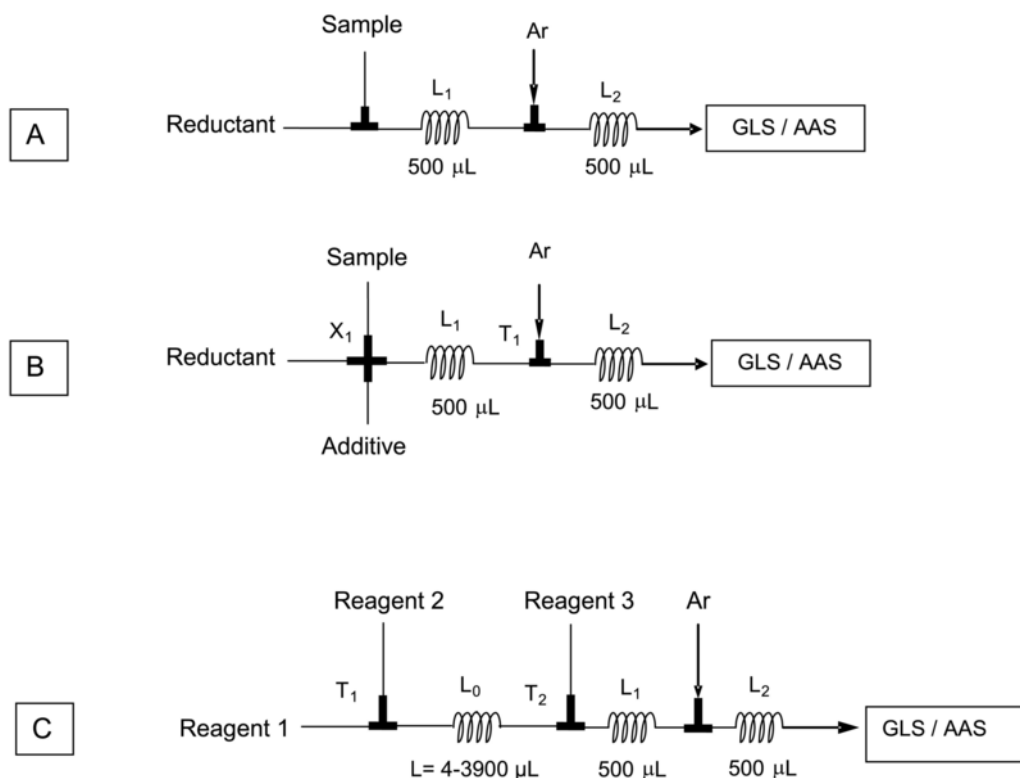 Sample
Ar
A
Reductant
L₁
L₂
GLS / AAS
500 µL
500 µL
Sample
Ar
B
Reductant
X₁
L₁
T₁
L₂
GLS / AAS
500 µL
500 µL
Additive
Reagent 2
Reagent 3
Ar
C
Reagent 1
T₁
L₀
T₂
L₁
L₂
GLS / AAS
L= 4-3900 µL
500 µL
500 µL